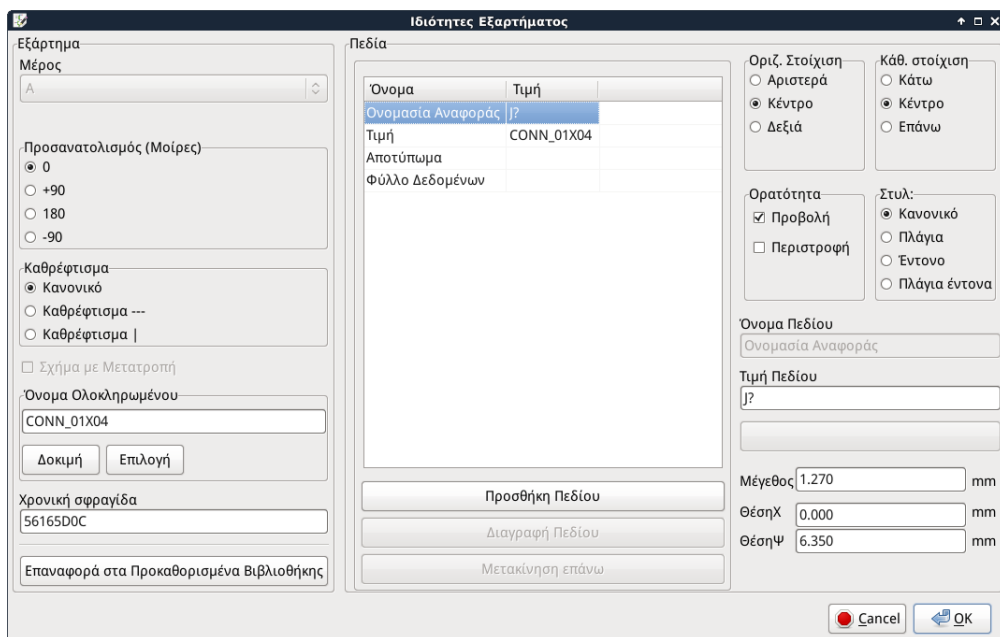 Ιδιότητες Εξαρτήματος
Εξάρτημα
Μέρος
A
Προσανατολισμός (Μοίρες)
0
+90
180
-90
Καθρέφτισμα
Κανονικό
Καθρέφτισμα ---
Καθρέφτισμα |
Σχήμα με Μετατροπή
Όνομα Ολοκληρωμένου
CONN_01X04
Δοκιμή Επιλογή
Χρονική σφραγίδα
56165D0C
Επαναφορά στα Προκαθορισμένα Βιβλιοθήκης
Πεδία
Όνομα Τιμή
Ονομασία Αναφοράς J?
Τιμή CONN_01X04
Αποτύπωμα
Φύλλο Δεδομένων
Προσθήκη Πεδίου
Διαγραφή Πεδίου
Μετακίνηση επάνω
Οριζ. Στοίχιση
Αριστερά
Κέντρο
Δεξιά
Κάθ. στοίχιση
Κάτω
Κέντρο
Επάνω
Ορατότητα
Προβολή
Περιστροφή
Στυλ:
Κανονικό
Πλάγια
Έντονο
Πλάγια έντονα
Όνομα Πεδίου
Ονομασία Αναφοράς
Τιμή Πεδίου
J?
Μέγεθος 1.270 mm
ΘέσηΧ 0.000 mm
ΘέσηΨ 6.350 mm
Cancel OK